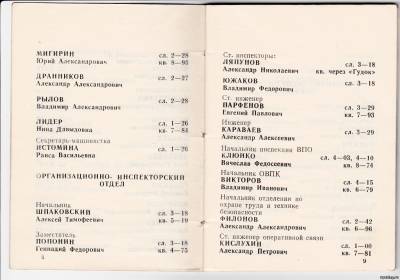 МИГИРИН сл. 2—28
Юрий Александрович кв. 8—93
ДРАННИКОВ сл. 2—27
Александр Александрович
РЫЛОВ сл. 2—28
Владимир Александрович
ЛИДЕР сл. 1—26
Нина Давидовна кв. 7—84
Секретарь-машинистка
ИСТОМИНА сл. 1—26
Раиса Васильевна
ОРГАНИЗАЦИОННО- ИНСПЕКТОРСКИЙ
ОТДЕЛ
Начальник
ШПАКОВСКИЙ сл. 3—18
Алексей Тимофеевич кв. 5—19
Заместитель
ПОПОНИН сл. 3—18
Геннадий Федорович кв. 4—75
Ст. инспекторы:
ЛЯПУНОВ сл. 3—18
Александр Николаевич кв. через «Гудок»
ЮЖАКОВ сл. 3—18
Владимир Федорович
Ст. инженер
ПАРФЕНОВ сл. 3—29
Евгений Павлович кв. 7—93
Инженер
КАРАВАЕВ сл. 3—29
Александр Алексеевич
Начальник инспекции ВПО
КЛЮЙКО сл. 4—03, 4—10
Вячеслав Федосеевич кв. 8—74
Начальник ОВПК
ВИКТОРОВ сл. 4—15
Владимир Иванович кв. 6—79
Начальник отделения по
охране труда и технике
безопасности
ФИЛОНОВ сл. 2—42
Александр Александрович кв. 6—96
Ст. инженер оперативной связи
КИСЛУХИН сл. 1—00
Александр Петрович кв. 7—81
9